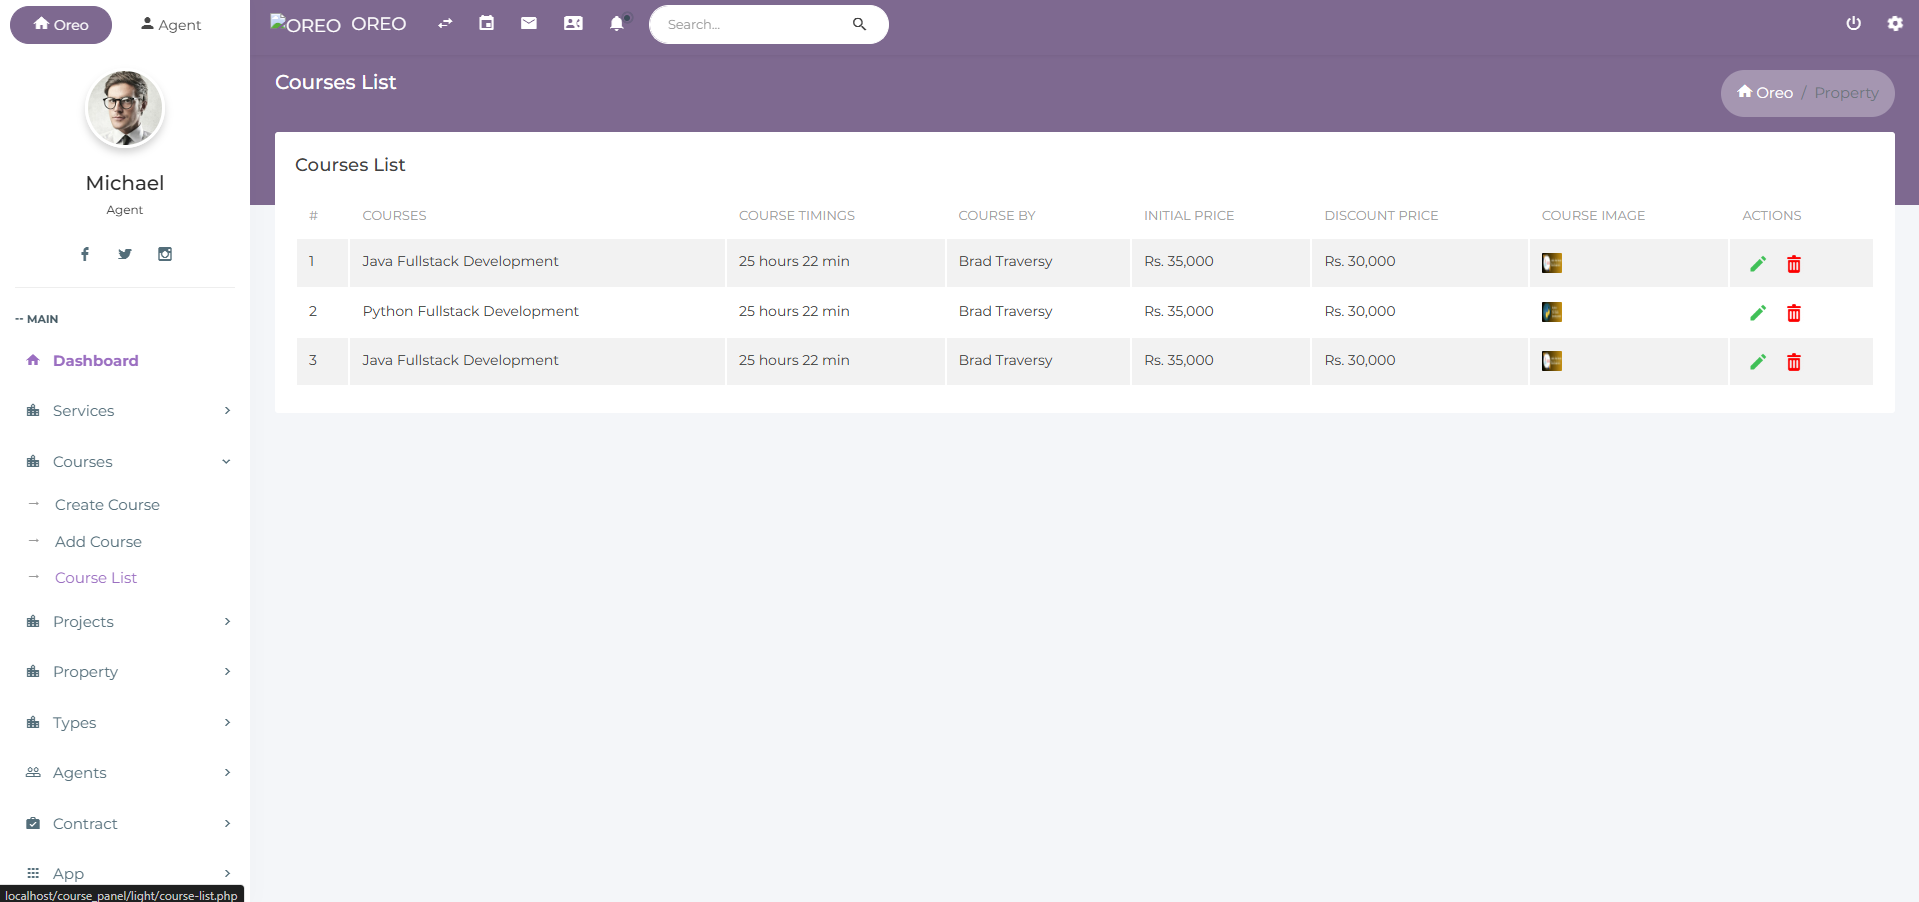 Oreo
Agent
Michael
Agent
-- MAIN
Dashboard
Services
Courses
Create Course
Add Course
Course List
Projects
Property
Types
Agents
Contract
App
localhost/course_panel/light/course-list.php
OREO OREO
Search...
Courses List
Oreo / Property
Courses List
# COURSES COURSE TIMINGS COURSE BY INITIAL PRICE DISCOUNT PRICE COURSE IMAGE ACTIONS
1 Java Fullstack Development 25 hours 22 min Brad Traversy Rs. 35,000 Rs. 30,000
2 Python Fullstack Development 25 hours 22 min Brad Traversy Rs. 35,000 Rs. 30,000
3 Java Fullstack Development 25 hours 22 min Brad Traversy Rs. 35,000 Rs. 30,000